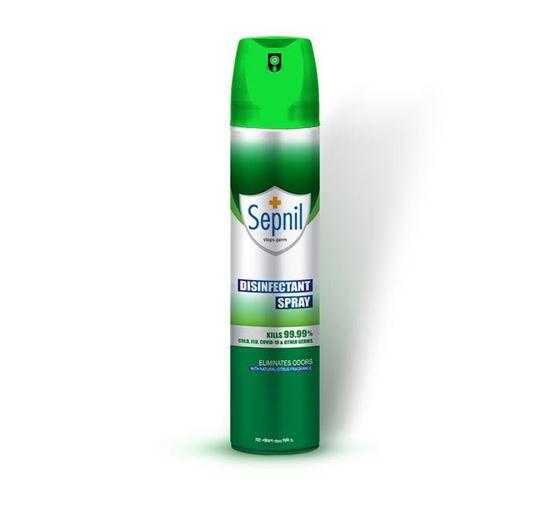 Sepnil
stops germ
DISINFECTANT
SPRAY
KILLS 99.99%
COLD, FLU, COVID-19 & OTHER GERMS
ELIMINATES ODORS
WITH NATURAL CITRUS FRAGRANCE